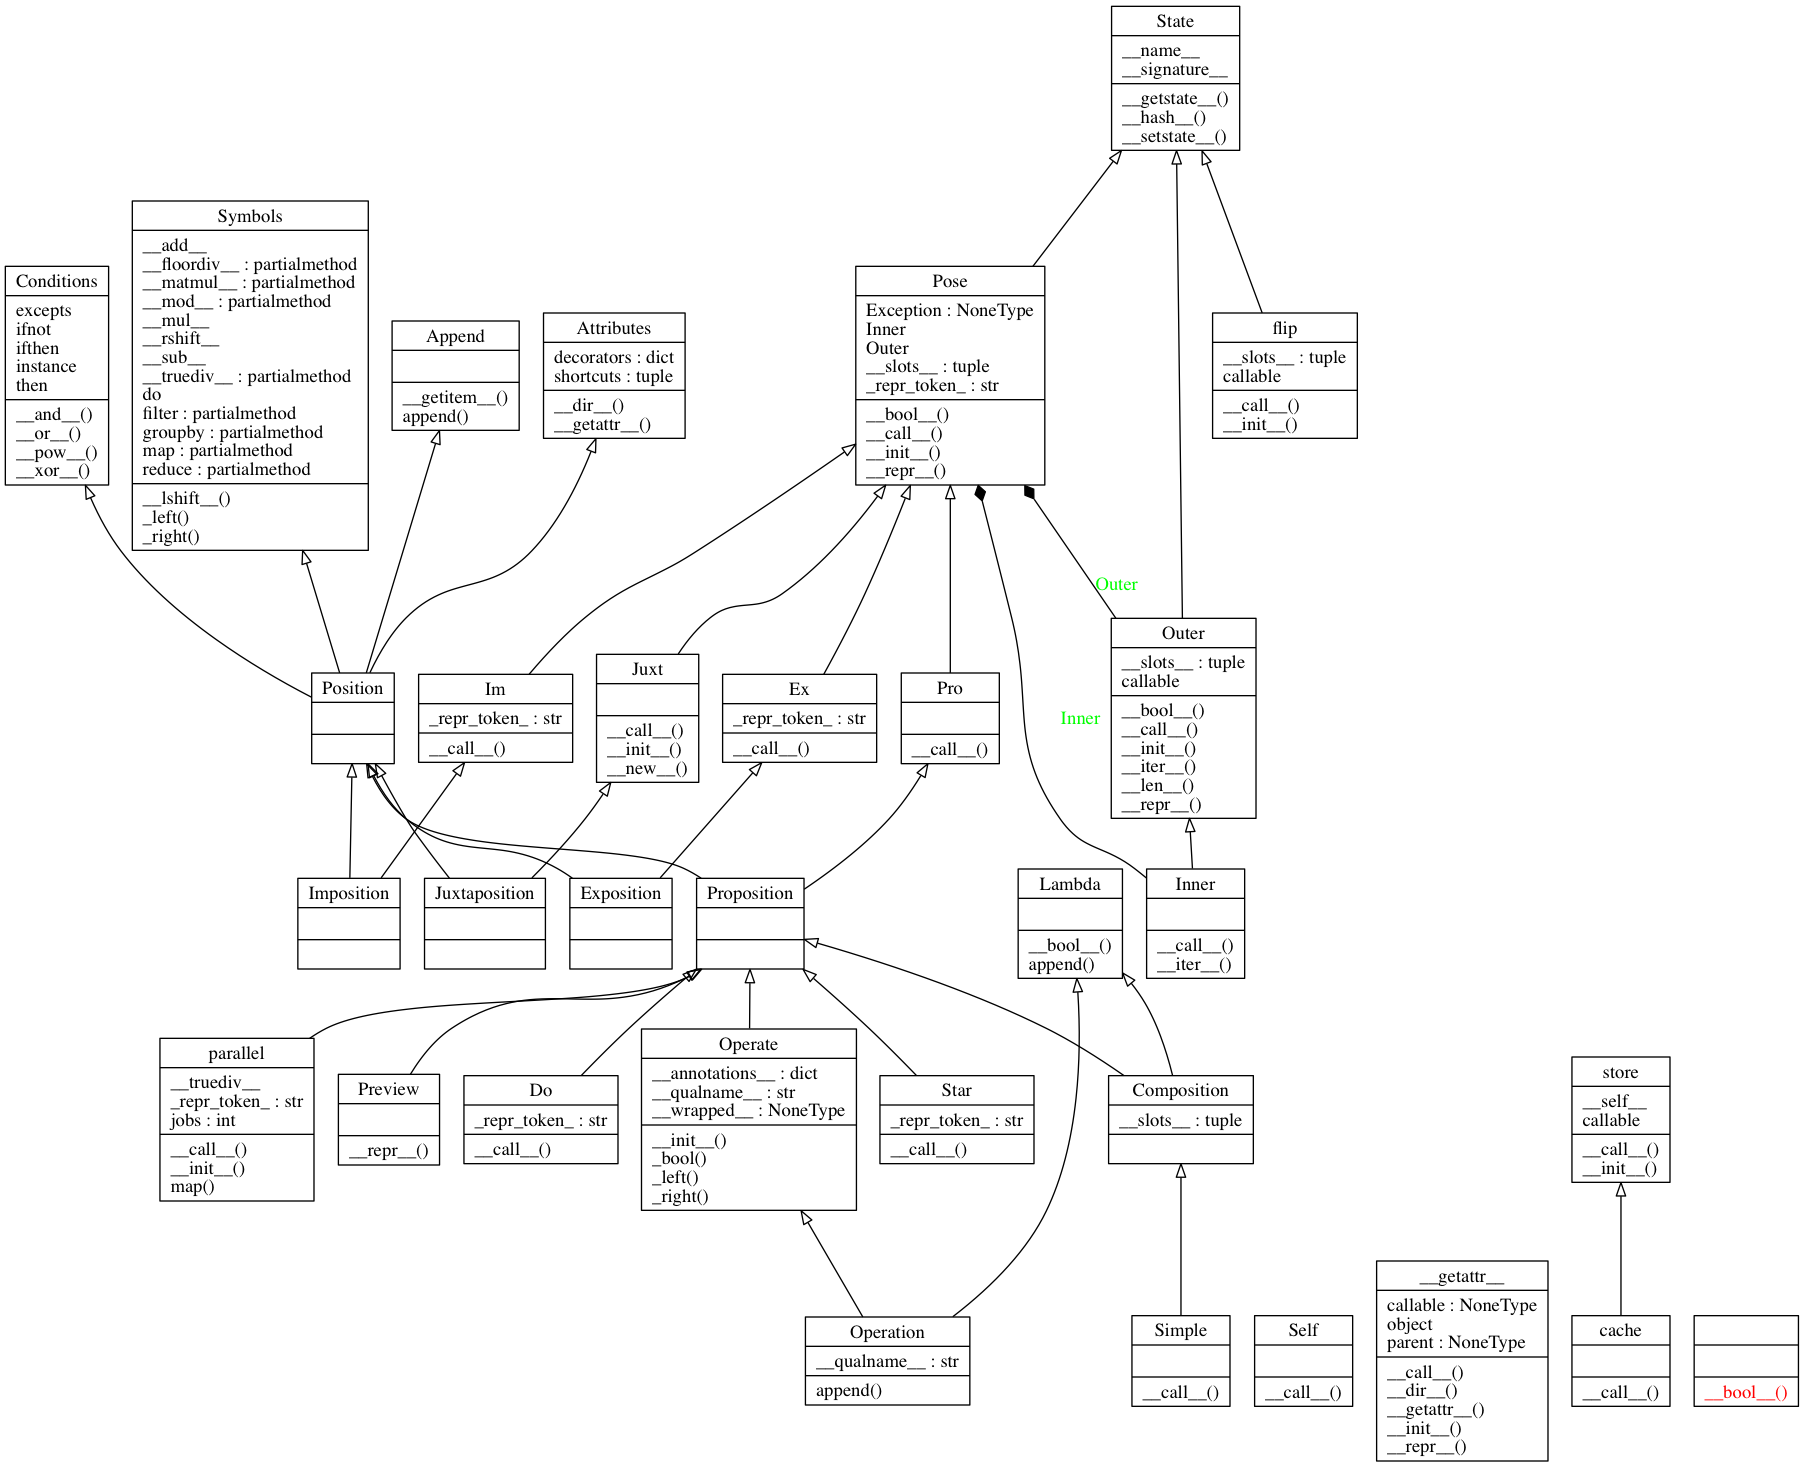 State
__name__
__signature__
__getstate__()
__hash__()
__setstate__()
Symbols
__add__
__floordiv__ : partialmethod
__matmul__ : partialmethod
__mod__ : partialmethod
__mul__
__rshift__
__sub__
__truediv__ : partialmethod
do
filter : partialmethod
groupby : partialmethod
map : partialmethod
reduce : partialmethod
__lshift__()
_left()
_right()
Conditions
excepts
ifnot
ifthen
instance
then
__and__()
__or__()
__pow__()
__xor__()
Append
__getitem__()
append()
Attributes
decorators : dict
shortcuts : tuple
__dir__()
__getattr__()
Pose
Exception : NoneType
Inner
Outer
__slots__ : tuple
_repr_token_ : str
__bool__()
__call__()
__init__()
__repr__()
flip
__slots__ : tuple
callable
__call__()
__init__()
Outer
Inner
Position
Im
_repr_token_ : str
__call__()
Juxt
__call__()
__init__()
__new__()
Ex
_repr_token_ : str
__call__()
Pro
__call__()
Outer
__slots__ : tuple
callable
__bool__()
__call__()
__init__()
__iter__()
__len__()
__repr__()
Imposition
Juxtaposition
Exposition
Proposition
Lambda
__bool__()
append()
Inner
__call__()
__iter__()
parallel
__truediv__
_repr_token_ : str
jobs : int
__call__()
__init__()
map()
Preview
__repr__()
Do
_repr_token_ : str
__call__()
Operate
__annotations__ : dict
__qualname__ : str
__wrapped__ : NoneType
__init__()
_bool()
_left()
_right()
Star
_repr_token_ : str
__call__()
Composition
__slots__ : tuple
store
__self__
callable
__call__()
__init__()
Operation
__qualname__ : str
append()
Simple
__call__()
Self
__call__()
__getattr__
callable : NoneType
object
parent : NoneType
__call__()
__dir__()
__getattr__()
__init__()
__repr__()
cache
__call__()
__bool__()